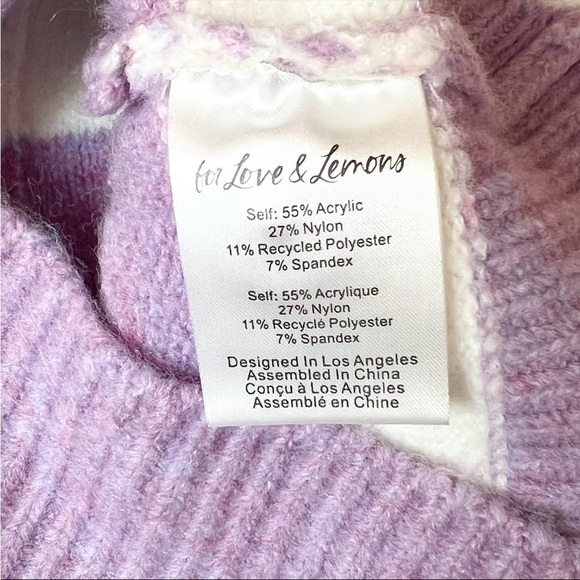 for Love & Lemons
Self: 55% Acrylic
27% Nylon
11% Recycled Polyester
7% Spandex
Self: 55% Acrylique
27% Nylon
11% Recyclé Polyester
7% Spandex
Designed In Los Angeles
Assembled In China
Conçu à Los Angeles
Assemblé en Chine